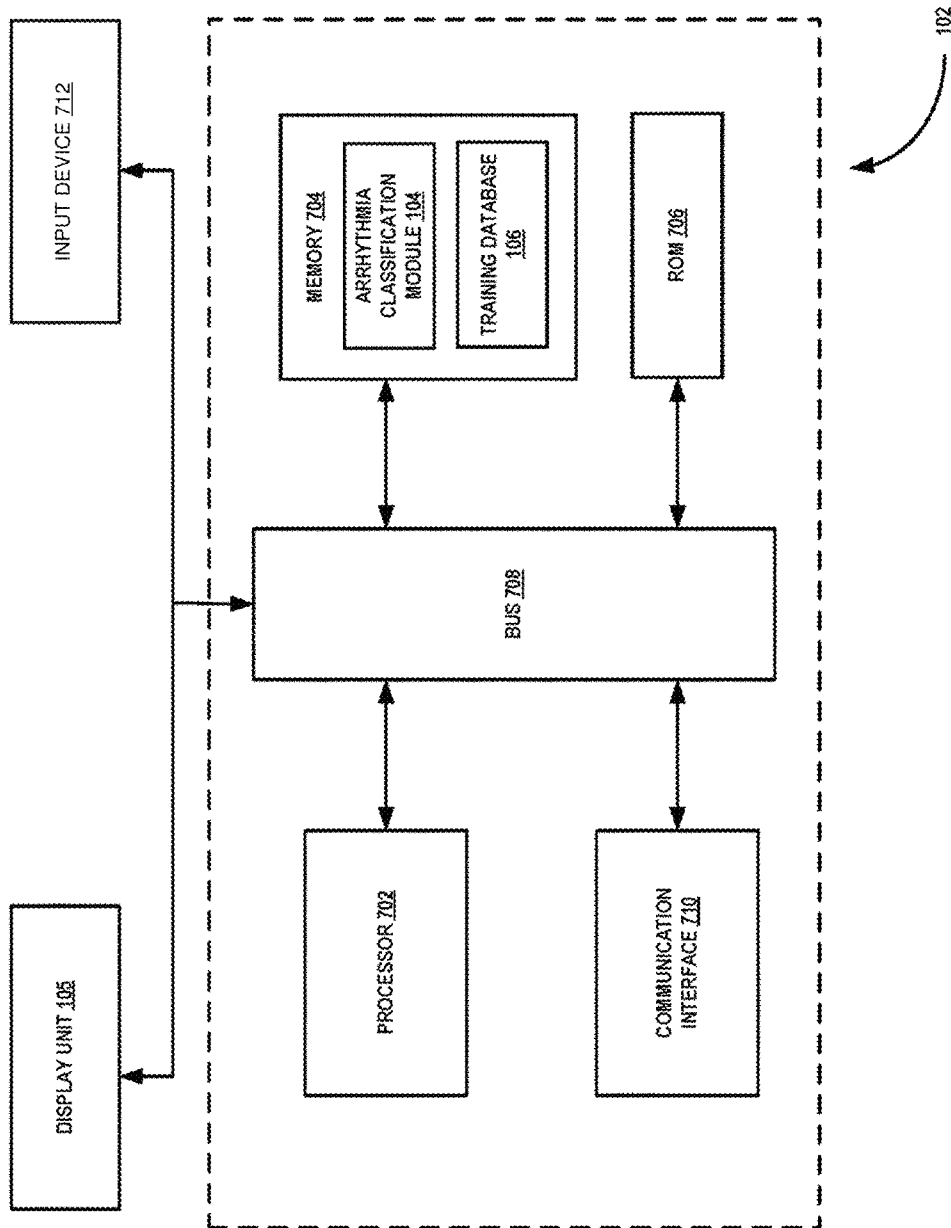 DISPLAY UNIT 105
INPUT DEVICE 712
PROCESSOR 702
COMMUNICATION
INTERFACE 710
BUS 708
MEMORY 704
ARRHYTHMIA
CLASSIFICATION
MODULE 104
TRAINING DATABASE
106
ROM 706
102